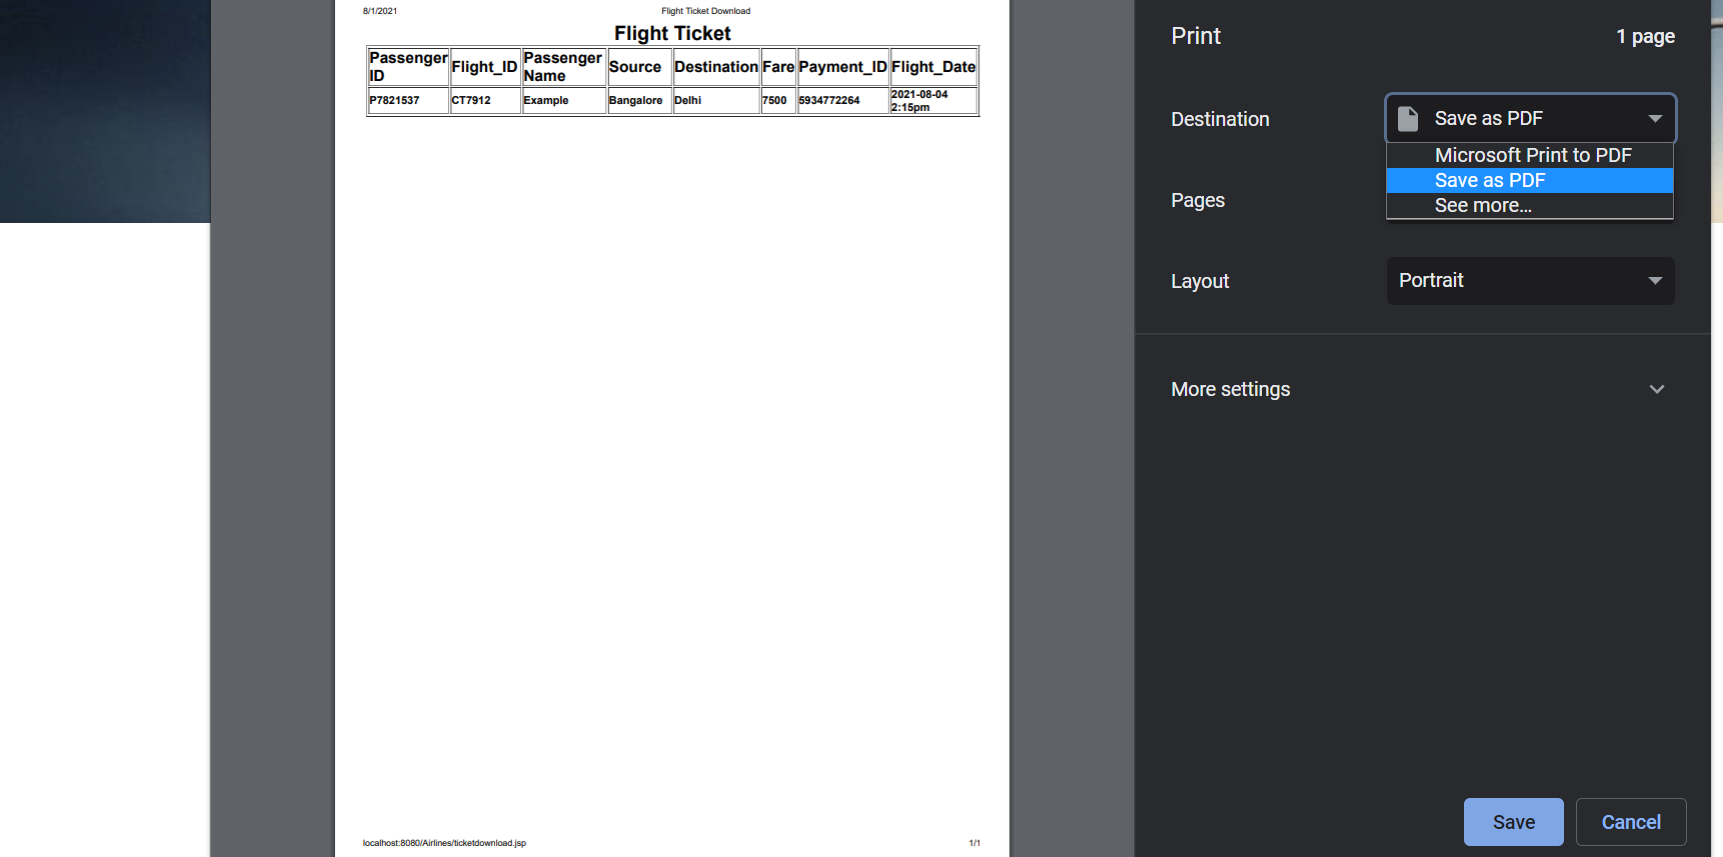 8/1/2021 Flight Ticket Download
Flight Ticket
Passenger ID Flight_ID Passenger Name Source Destination Fare Payment_ID Flight_Date
P7821537 CT7912 Example Bangalore Delhi 7500 5934772264 2021-08-04 2:15pm
localhost:8080/Airlines/ticketdownload.jsp 1/1
Print 1 page
Destination Save as PDF
Microsoft Print to PDF
Save as PDF
See more...
Pages
Layout Portrait
More settings
Save Cancel